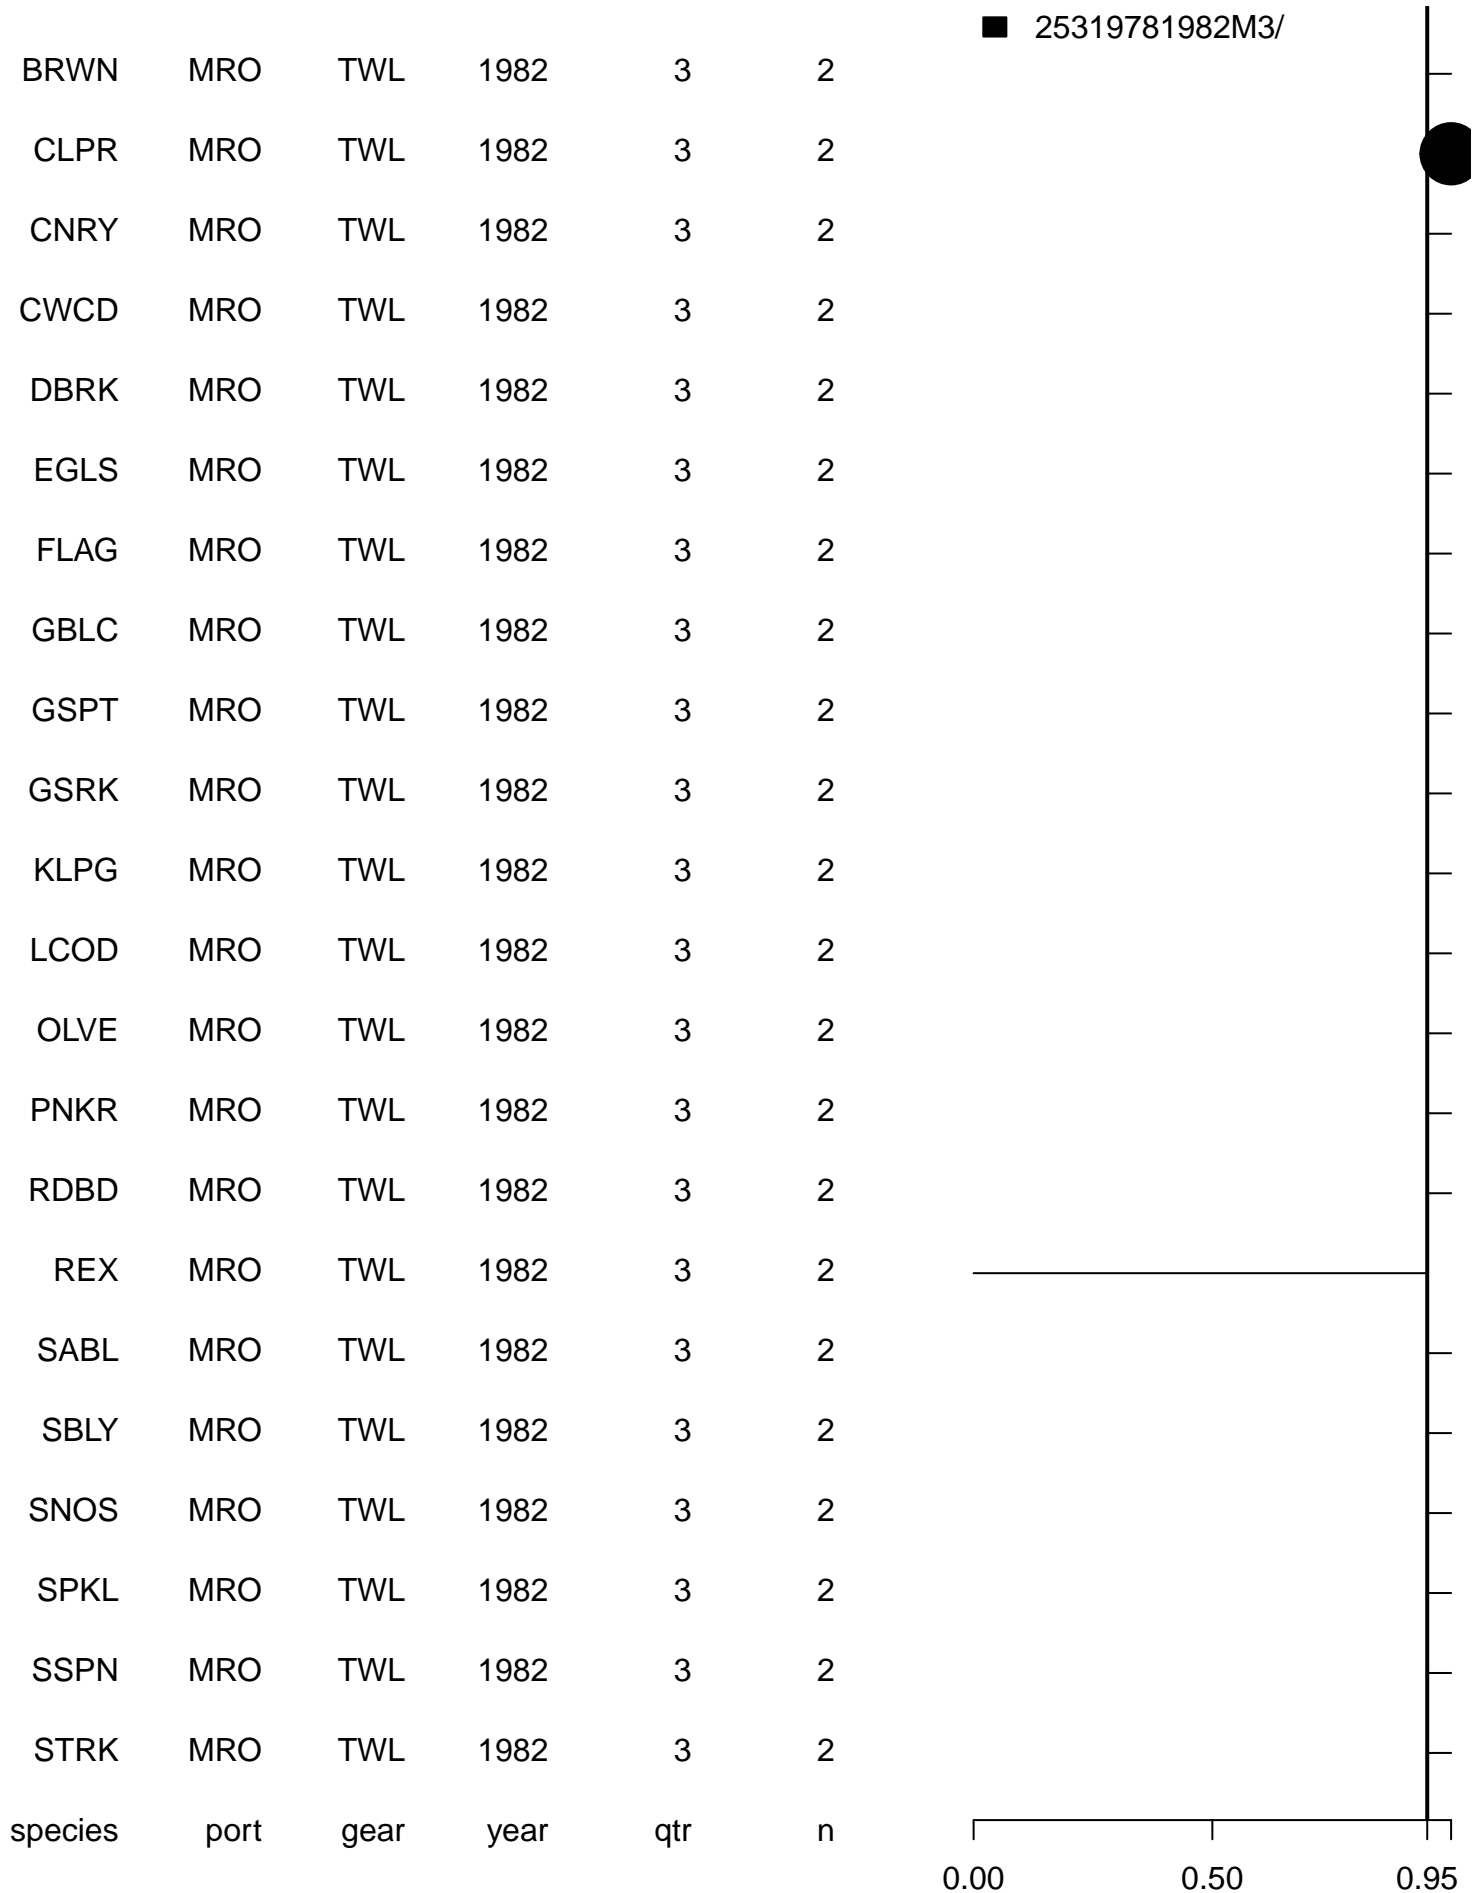 25319781982M3/
BRWN MRO TWL 1982 3 2
CLPR MRO TWL 1982 3 2
CNRY MRO TWL 1982 3 2
CWCD MRO TWL 1982 3 2
DBRK MRO TWL 1982 3 2
EGLS MRO TWL 1982 3 2
FLAG MRO TWL 1982 3 2
GBLC MRO TWL 1982 3 2
GSPT MRO TWL 1982 3 2
GSRK MRO TWL 1982 3 2
KLPG MRO TWL 1982 3 2
LCOD MRO TWL 1982 3 2
OLVE MRO TWL 1982 3 2
PNKR MRO TWL 1982 3 2
RDBD MRO TWL 1982 3 2
REX MRO TWL 1982 3 2
SABL MRO TWL 1982 3 2
SBLY MRO TWL 1982 3 2
SNOS MRO TWL 1982 3 2
SPKL MRO TWL 1982 3 2
SSPN MRO TWL 1982 3 2
STRK MRO TWL 1982 3 2
species port gear year qtr n
0.00 0.50 0.95